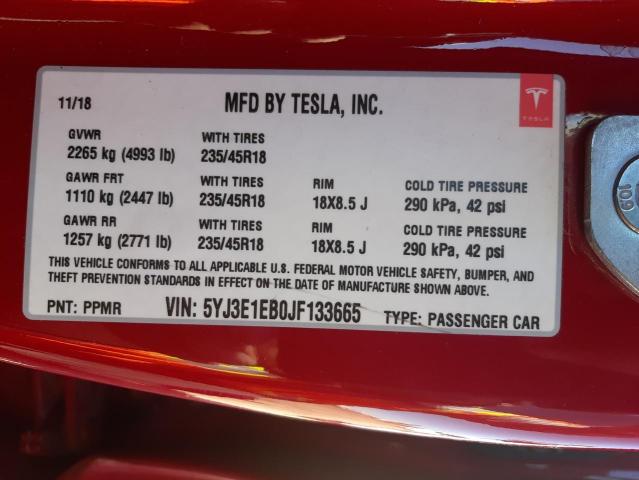 11/18 MFD BY TESLA, INC.
TESLA
GVWR WITH TIRES
2265 kg (4993 lb) 235/45R18
GAWR FRT WITH TIRES RIM COLD TIRE PRESSURE
1110 kg (2447 lb) 235/45R18 18X8.5 J 290 kPa, 42 psi
GAWR RR WITH TIRES RIM COLD TIRE PRESSURE
1257 kg (2771 lb) 235/45R18 18X8.5 J 290 kPa, 42 psi
THIS VEHICLE CONFORMS TO ALL APPLICABLE U.S. FEDERAL MOTOR VEHICLE SAFETY, BUMPER, AND
THEFT PREVENTION STANDARDS IN EFFECT ON THE DATE OF MANUFACTURE SHOWN ABOVE.
PNT: PPMR VIN: 5YJ3E1EB0JF133665 TYPE: PASSENGER CAR